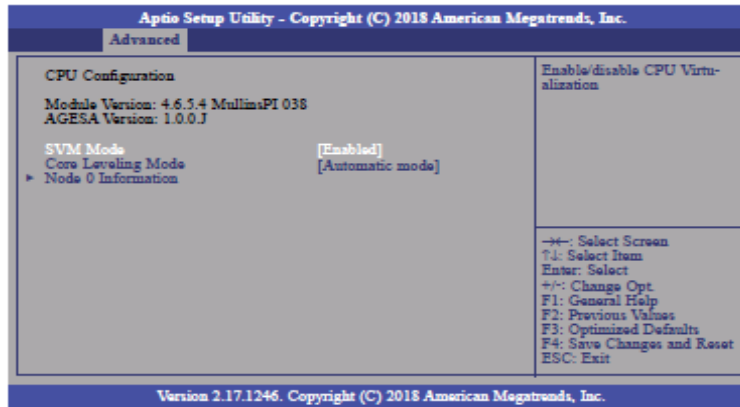 Aptio Setup Utility - Copyright (C) 2018 American Megatrends, Inc.
Advanced
CPU Configuration
Module Version: 4.6.5.4 MullinsPI 038
AGESA Version: 1.0.0.J
SVM Mode [Enabled]
Core Leveling Mode [Automatic mode]
▶ Node 0 Information
Enable/disable CPU Virtu-
alization
→←: Select Screen
↑↓: Select Item
Enter: Select
+/-: Change Opt.
F1: General Help
F2: Previous Values
F3: Optimized Defaults
F4: Save Changes and Reset
ESC: Exit
Version 2.17.1246. Copyright (C) 2018 American Megatrends, Inc.